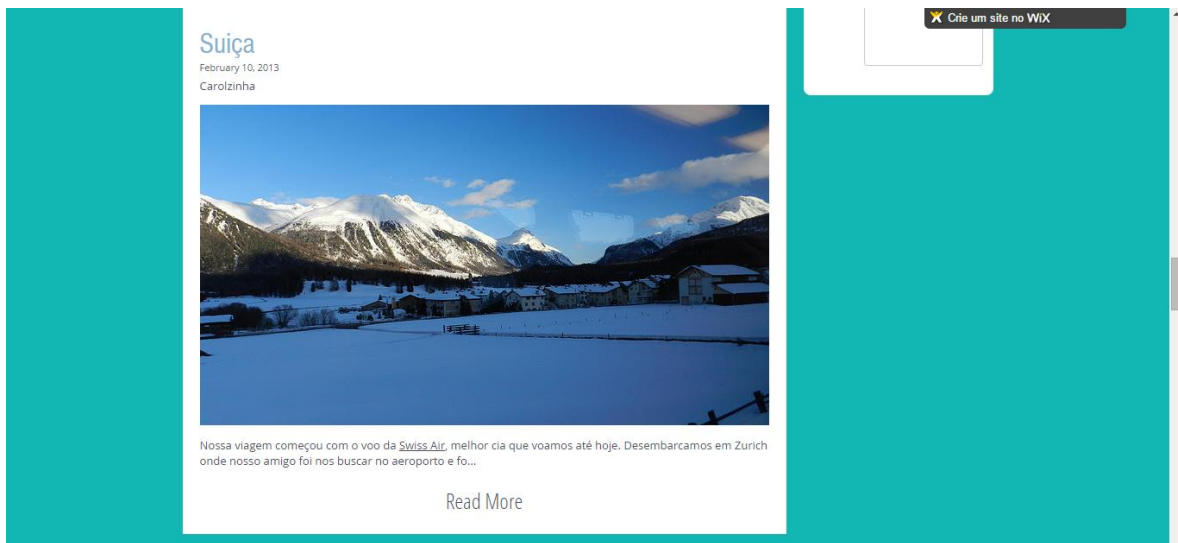 Crie um site no WiX
Suiça
February 10, 2013
Carolzinha
Nossa viagem começou com o voo da Swiss Air, melhor cia que voamos até hoje. Desembarcamos em Zurich
onde nosso amigo foi nos buscar no aeroporto e fo...
Read More